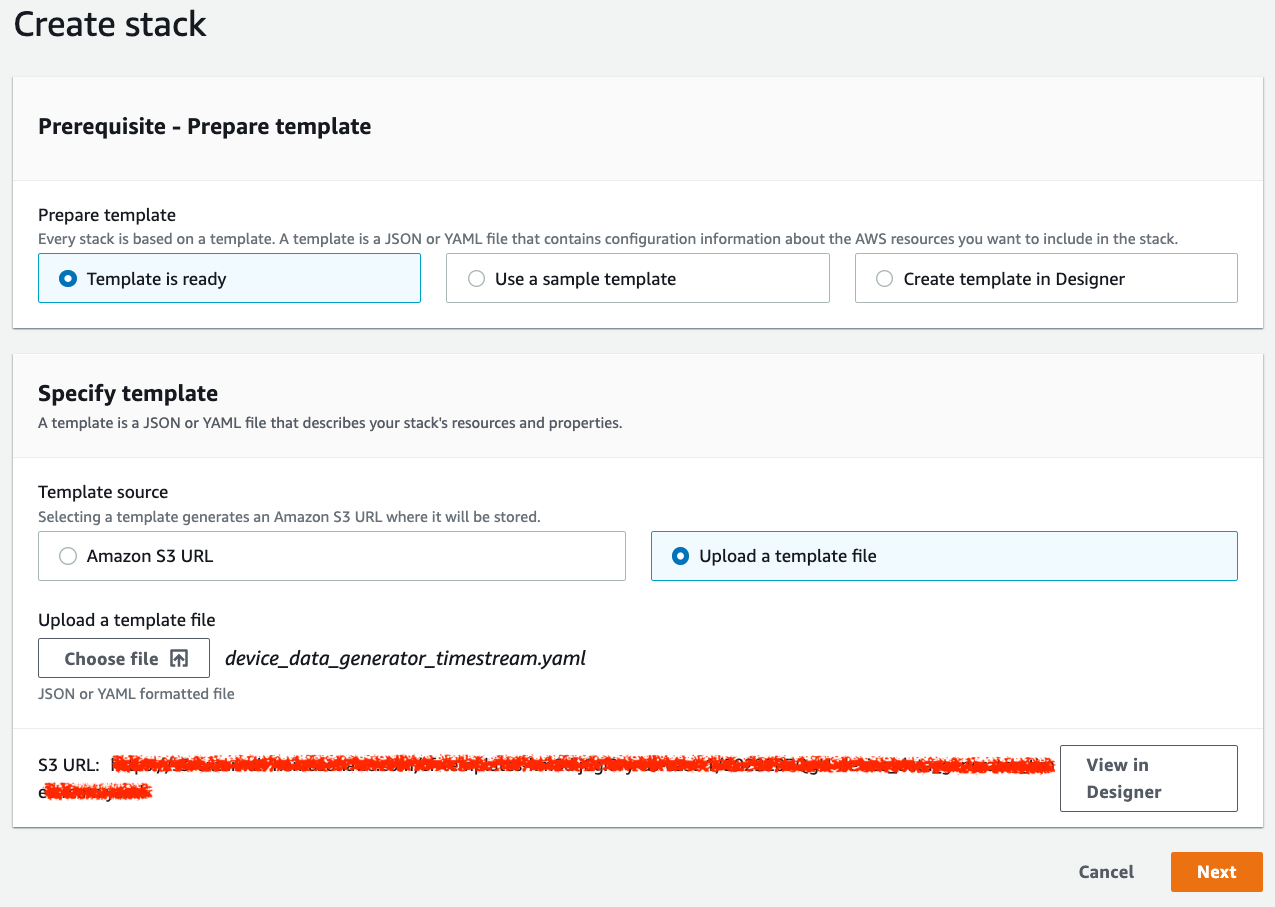 Create stack
Prerequisite - Prepare template
Prepare template
Every stack is based on a template. A template is a JSON or YAML file that contains configuration information about the AWS resources you want to include in the stack.
Template is ready
Use a sample template
Create template in Designer
Specify template
A template is a JSON or YAML file that describes your stack's resources and properties.
Template source
Selecting a template generates an Amazon S3 URL where it will be stored.
Amazon S3 URL
Upload a template file
Upload a template file
Choose file
device_data_generator_timestream.yaml
JSON or YAML formatted file
S3 URL:
View in
Designer
Cancel
Next